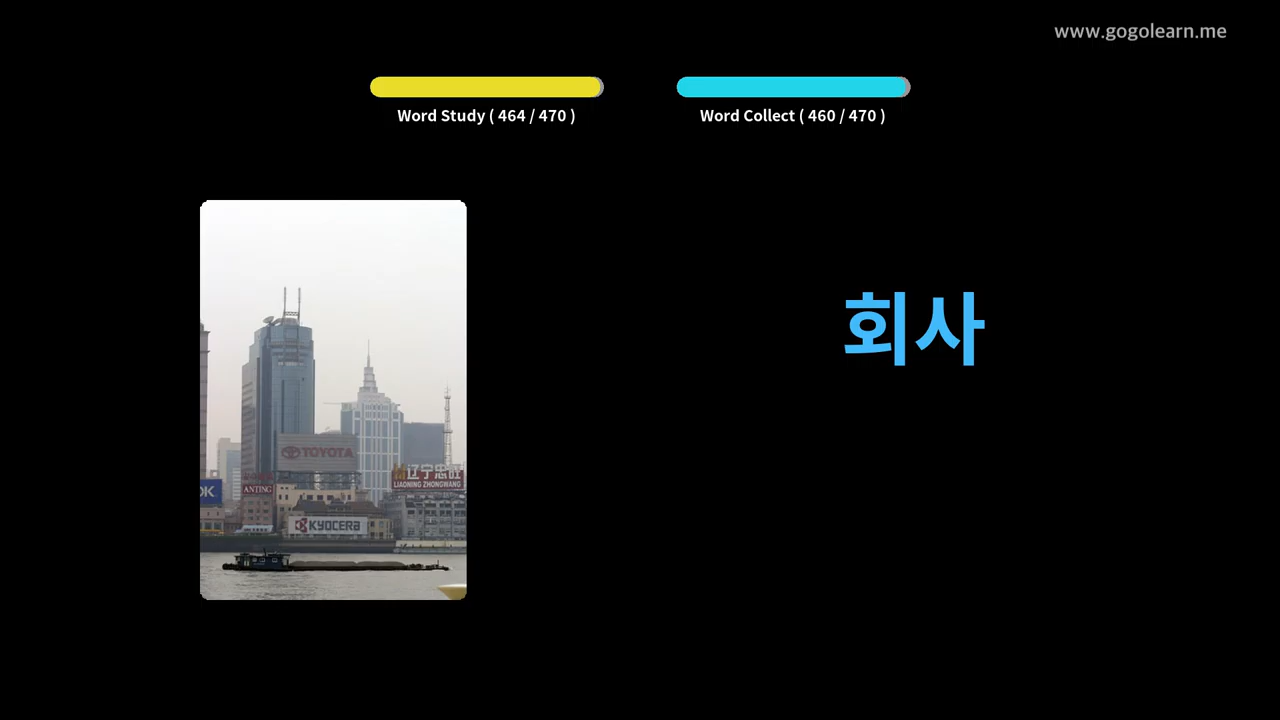 www.gogolearn.me
Word Study ( 464 / 470 )
Word Collect ( 460 / 470 )
회사
TOYOTA
辽宁忠旺
LIAONING ZHONGWANG
OK
ANTING
KYOCERA